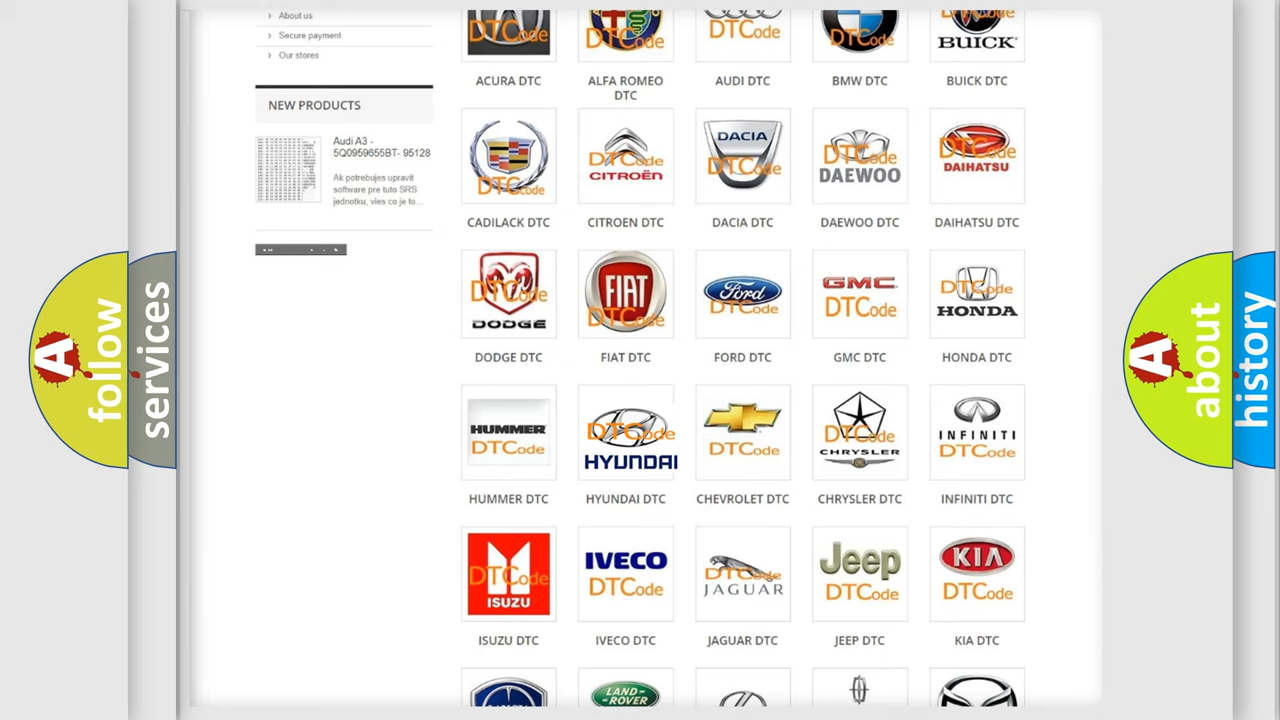 About us
Secure payment
Our stores
NEW PRODUCTS
Audi A3 -
5Q0959655BT- 95128
Ak potrebujes upravit
software pre tuto SRS
jednotku, vies co je to...
DTCode
DTCode
DTCode
DTCode
BUICK
ACURA DTC
ALFA ROMEO
DTC
AUDI DTC
BMW DTC
BUICK DTC
DTCode
DTCode
CITROËN
DACIA
DTCode
DTCode
DAEWOO
DTCode
DAIHATSU
CADILACK DTC
CITROEN DTC
DACIA DTC
DAEWOO DTC
DAIHATSU DTC
DTCode
DODGE
FIAT
DTCode
Ford
DTCode
GMC
DTCode
DTCode
HONDA
DODGE DTC
FIAT DTC
FORD DTC
GMC DTC
HONDA DTC
HUMMER
DTCode
DTCode
HYUNDAI
DTCode
DTCode
CHRYSLER
INFINITI
DTCode
HUMMER DTC
HYUNDAI DTC
CHEVROLET DTC
CHRYSLER DTC
INFINITI DTC
DTCode
ISUZU
IVECO
DTCode
DTCode
JAGUAR
Jeep
DTCode
KIA
DTCode
ISUZU DTC
IVECO DTC
JAGUAR DTC
JEEP DTC
KIA DTC
LAND-
ROVER
A
follow
services
A
about
history